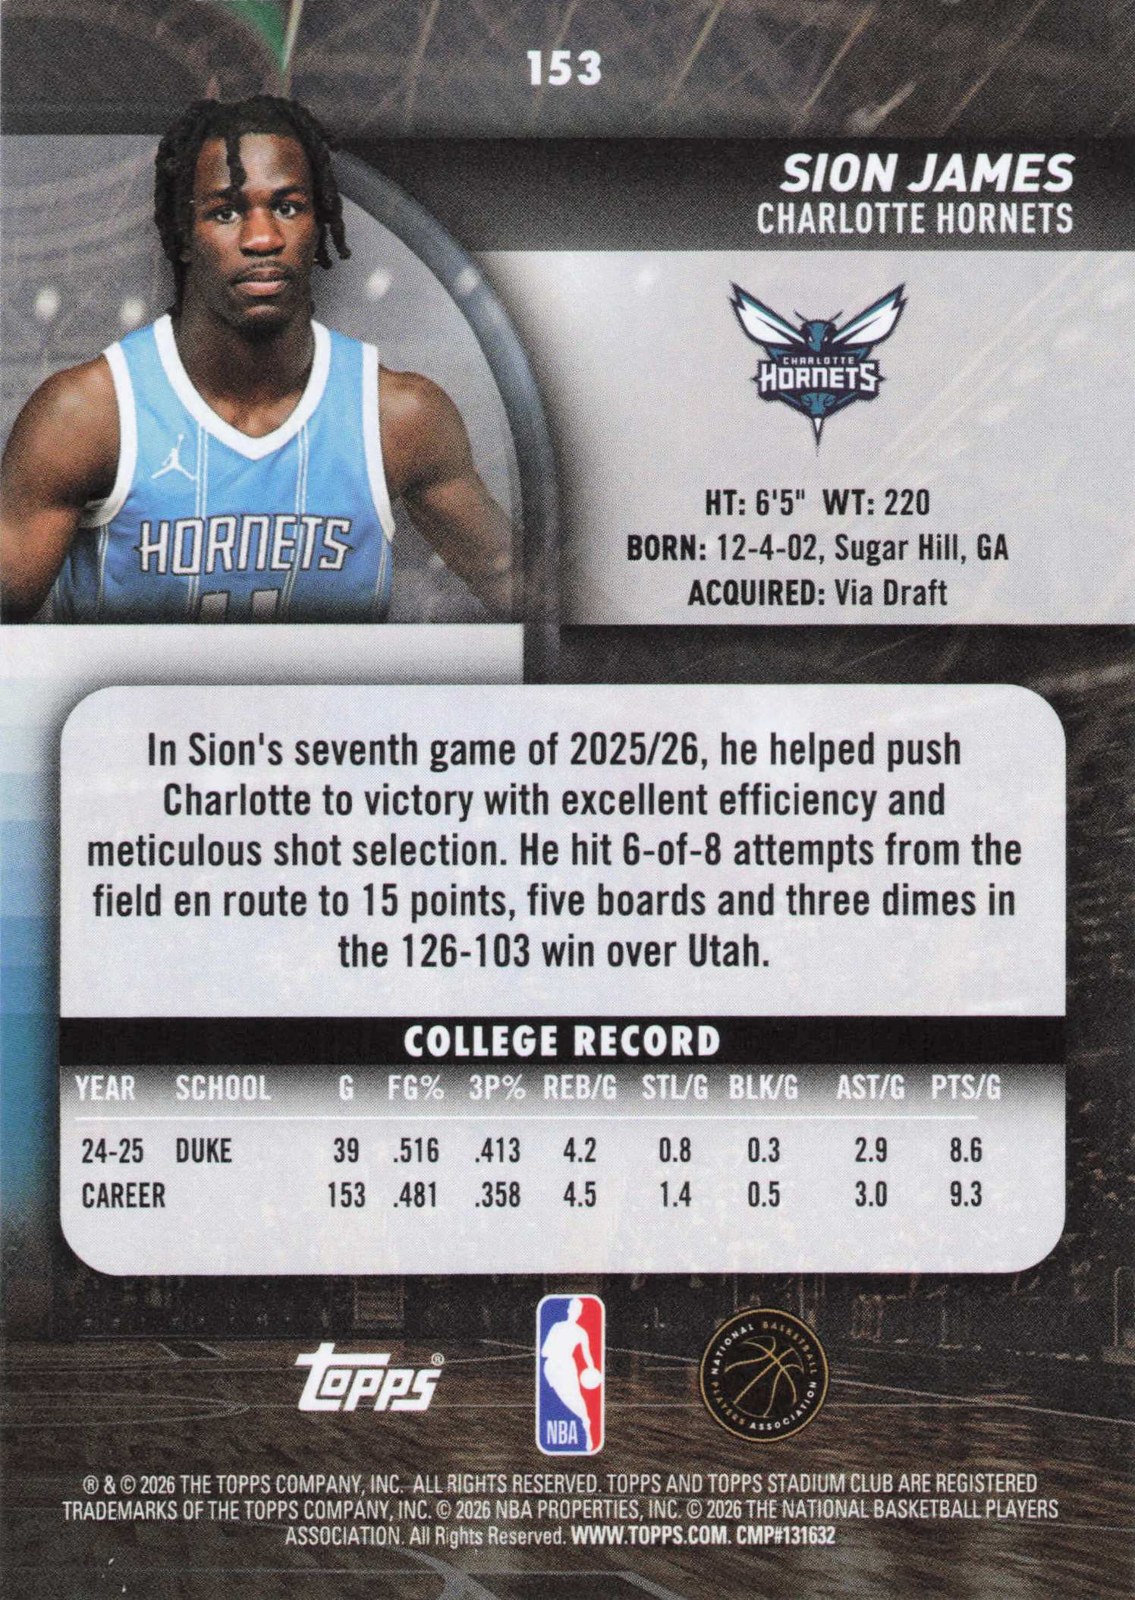 153
SION JAMES
CHARLOTTE HORNETS
CHARLOTTE
HORNETS
HT: 6'5" WT: 220
BORN: 12-4-02, Sugar Hill, GA
ACQUIRED: Via Draft
HORNETS
In Sion's seventh game of 2025/26, he helped push
Charlotte to victory with excellent efficiency and
meticulous shot selection. He hit 6-of-8 attempts from the
field en route to 15 points, five boards and three dimes in
the 126-103 win over Utah.
COLLEGE RECORD
YEAR SCHOOL G FG% 3P% REB/G STL/G BLK/G AST/G PTS/G
24-25 DUKE 39 .516 .413 4.2 0.8 0.3 2.9 8.6
CAREER 153 .481 .358 4.5 1.4 0.5 3.0 9.3
Topps®
NBA
NATIONAL BASKETBALL PLAYERS ASSOCIATION
® & © 2026 THE TOPPS COMPANY, INC. ALL RIGHTS RESERVED. TOPPS AND TOPPS STADIUM CLUB ARE REGISTERED
TRADEMARKS OF THE TOPPS COMPANY, INC. © 2026 NBA PROPERTIES, INC. © 2026 THE NATIONAL BASKETBALL PLAYERS
ASSOCIATION. All Rights Reserved. WWW.TOPPS.COM. CMP#131632